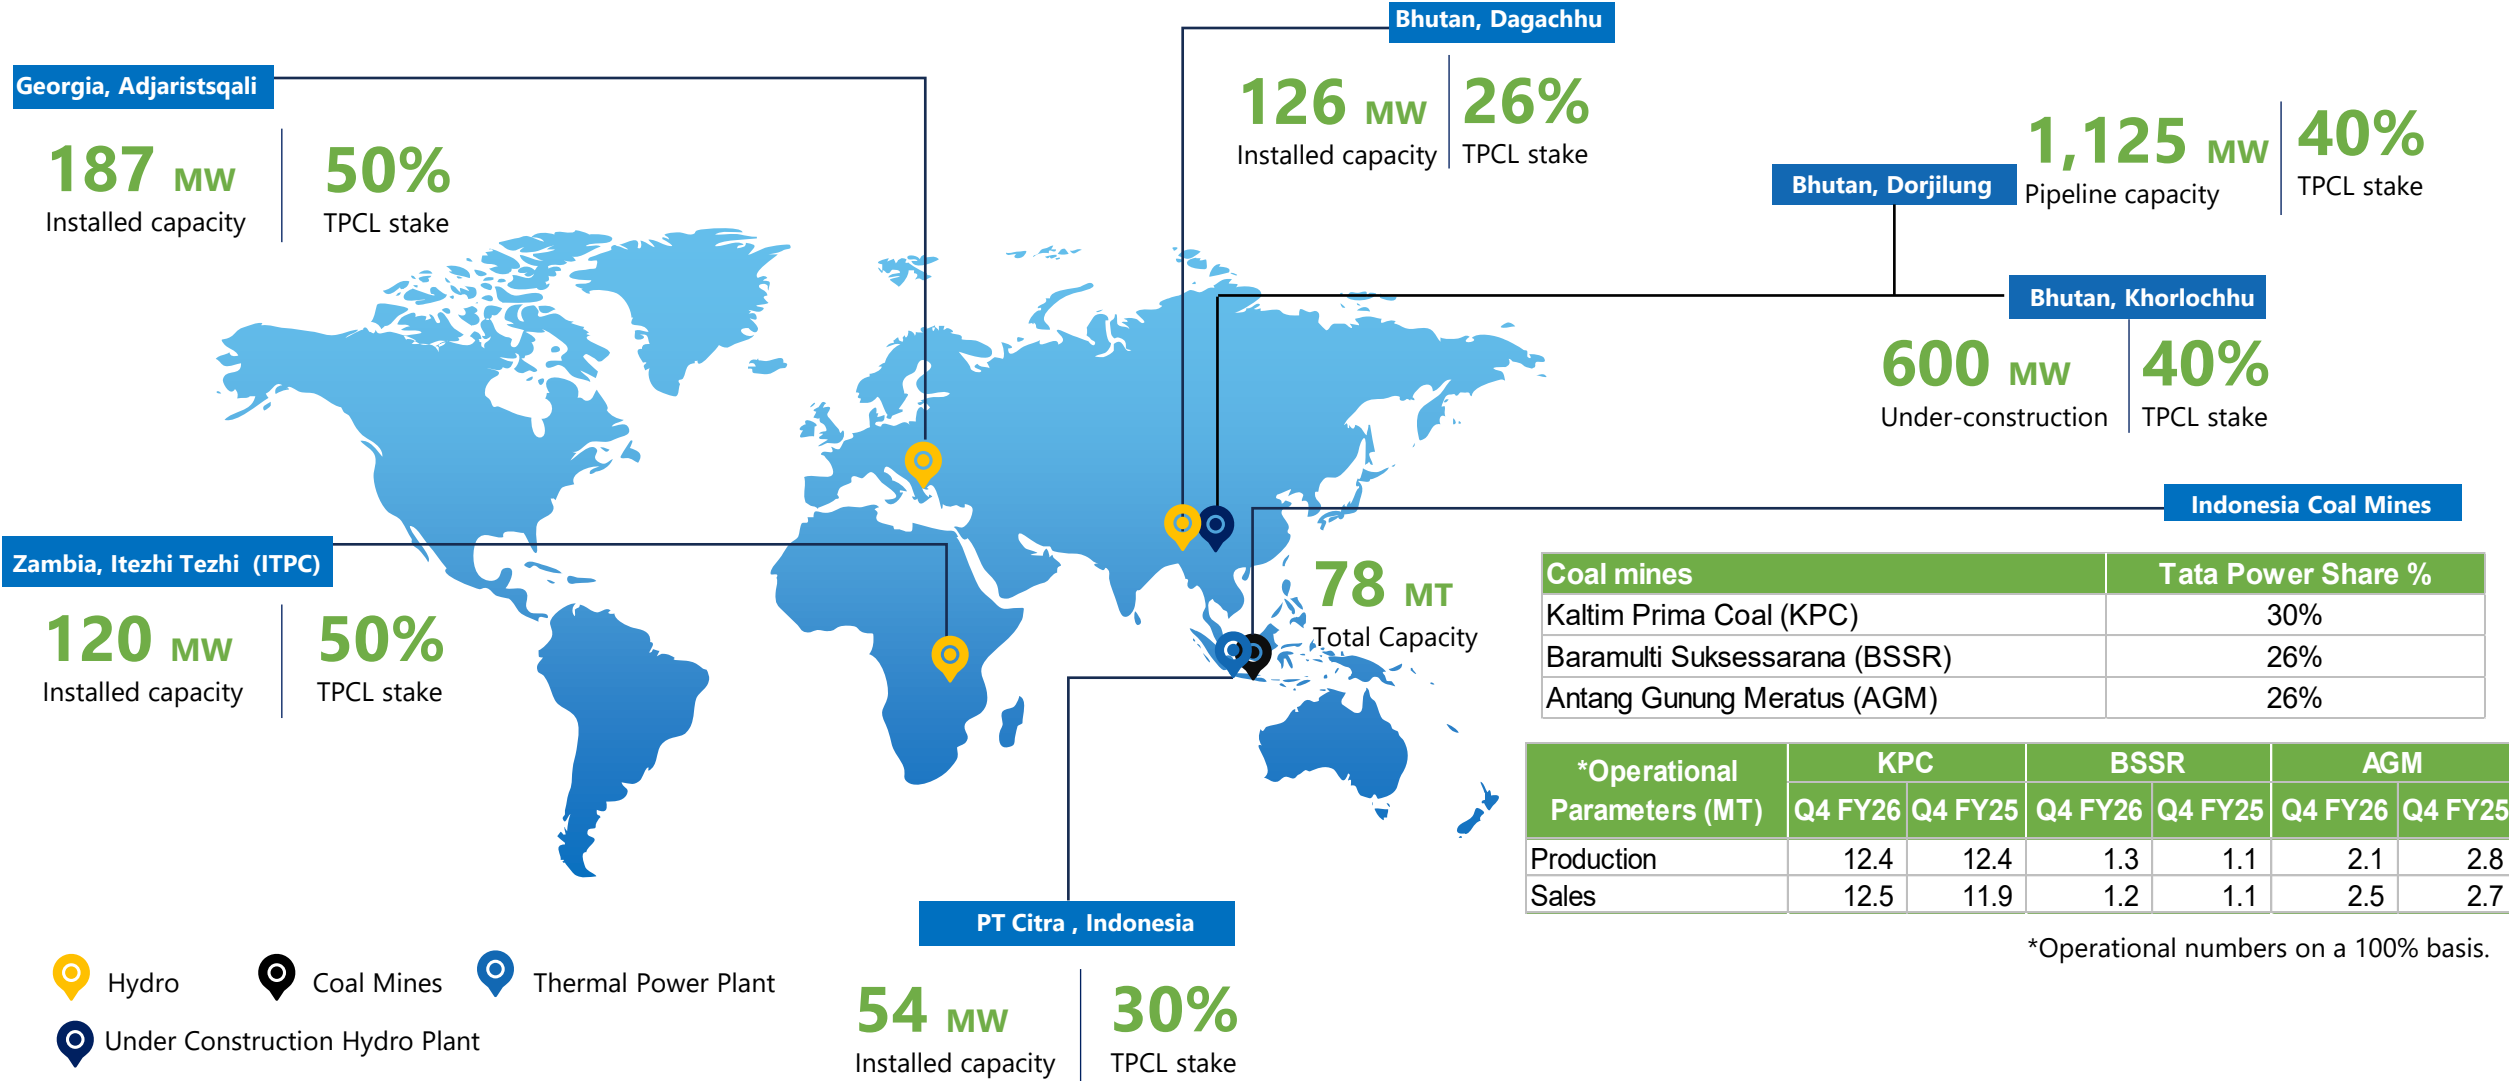 Bhutan, Dagachhu
126 MW
Installed capacity
26%
TPCL stake
Georgia, Adjaristsqali
187 MW
Installed capacity
50%
TPCL stake
Bhutan, Dorjilung
1,125 MW
Pipeline capacity
40%
TPCL stake
Bhutan, Khorlochhu
600 MW
Under-construction
40%
TPCL stake
Indonesia Coal Mines
78 MT
Total Capacity
Coal mines Tata Power Share %
Kaltim Prima Coal (KPC) 30%
Baramulti Suksessarana (BSSR) 26%
Antang Gunung Meratus (AGM) 26%
Zambia, Itezhi Tezhi (ITPC)
120 MW
Installed capacity
50%
TPCL stake
*Operational Parameters (MT) KPC BSSR AGM
Q4 FY26 Q4 FY25 Q4 FY26 Q4 FY25 Q4 FY26 Q4 FY25
Production 12.4 12.4 1.3 1.1 2.1 2.8
Sales 12.5 11.9 1.2 1.1 2.5 2.7
*Operational numbers on a 100% basis.
PT Citra , Indonesia
54 MW
Installed capacity
30%
TPCL stake
Hydro
Coal Mines
Thermal Power Plant
Under Construction Hydro Plant